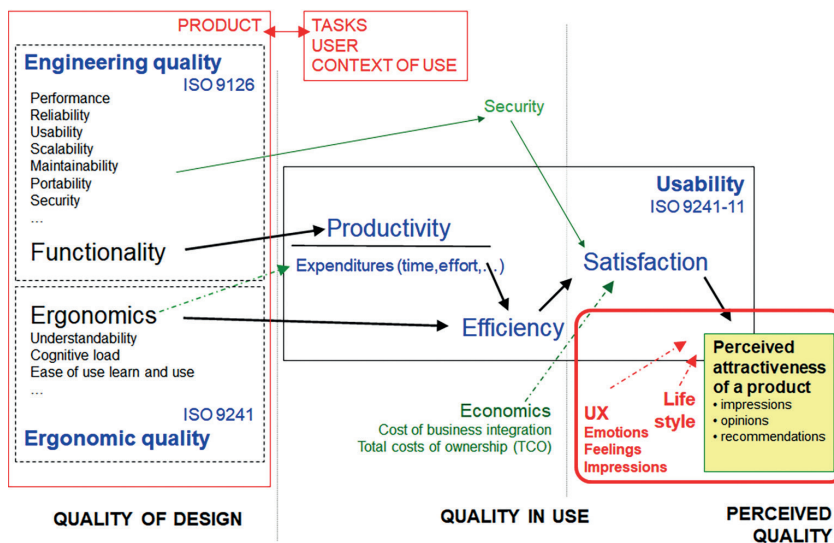 PRODUCT
TASKS
USER
CONTEXT OF USE
Engineering quality
ISO 9126
Performance
Reliability
Usability
Scalability
Maintainability
Portability
Security
…
Functionality
Ergonomics
Understandability
Cognitive load
Ease of use learn and use
…
ISO 9241
Ergonomic quality
Security
Usability
ISO 9241-11
Productivity
Expenditures (time,effort,…)
Efficiency
Satisfaction
Economics
Cost of business integration
Total costs of ownership (TCO)
UX
Emotions
Feelings
Impressions
Life
style
Perceived
attractiveness
of a product
• impressions
• opinions
• recommendations
QUALITY OF DESIGN
QUALITY IN USE
PERCEIVED
QUALITY